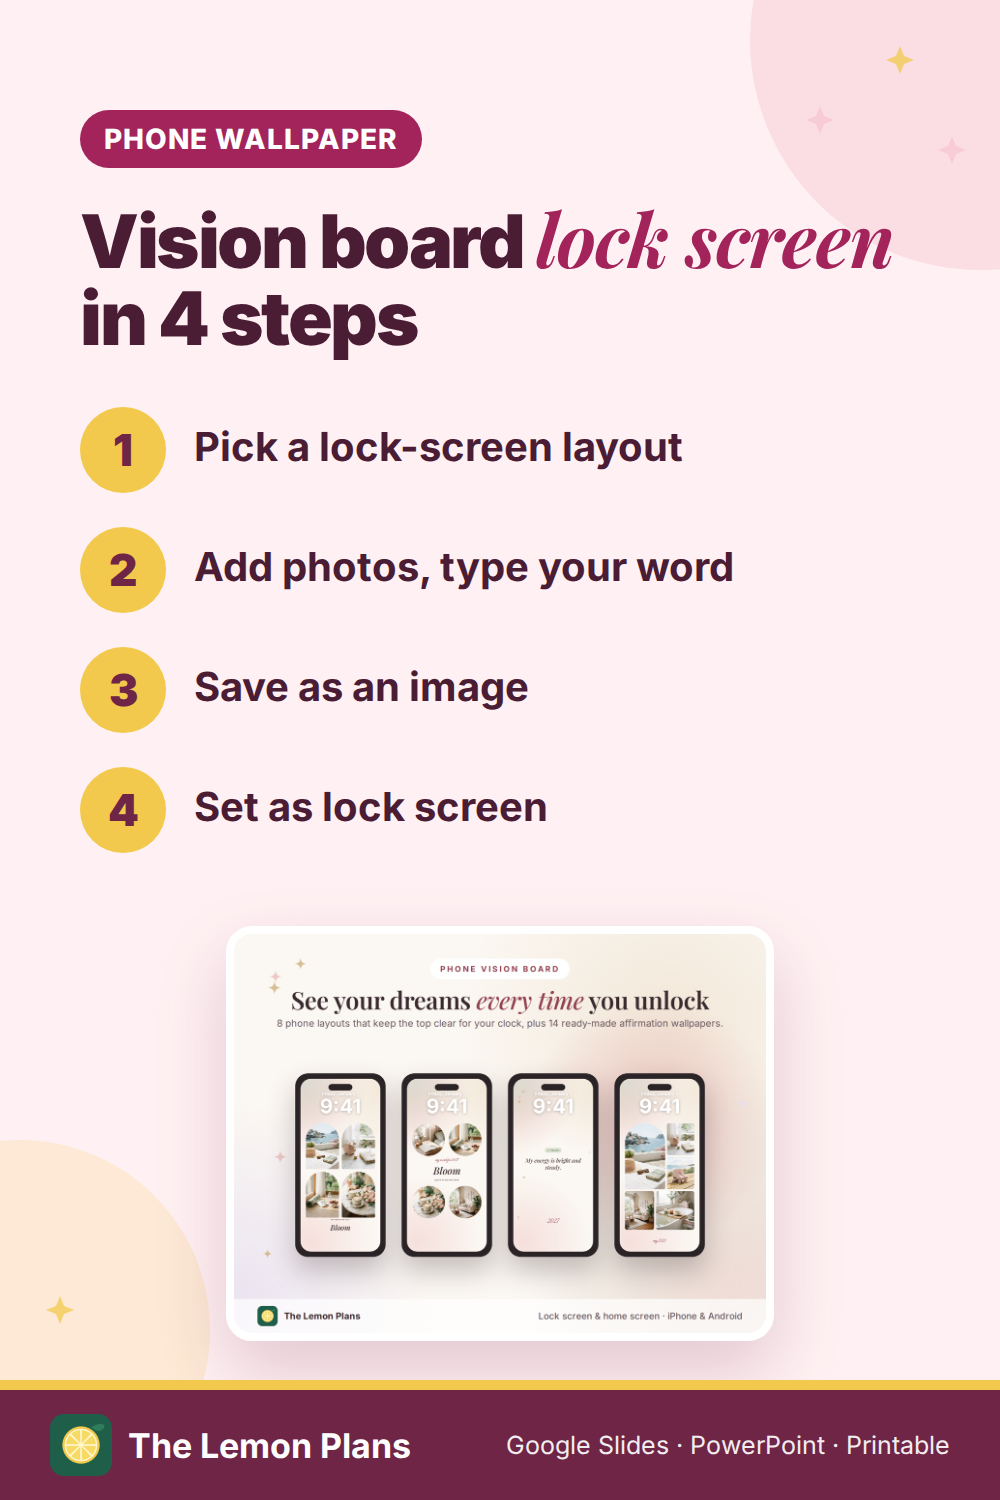 PHONE WALLPAPER
Vision board lock screen
in 4 steps
1 Pick a lock-screen layout
2 Add photos, type your word
3 Save as an image
4 Set as lock screen
PHONE VISION BOARD
See your dreams every time you unlock
8 phone layouts that keep the top clear for your clock, plus 14 ready-made affirmation wallpapers.
9:41 9:41 9:41 9:41
Bloom
My energy is bright and
steady.
Bloom
2027
The Lemon Plans
Lock screen & home screen · iPhone & Android
The Lemon Plans
Google Slides · PowerPoint · Printable